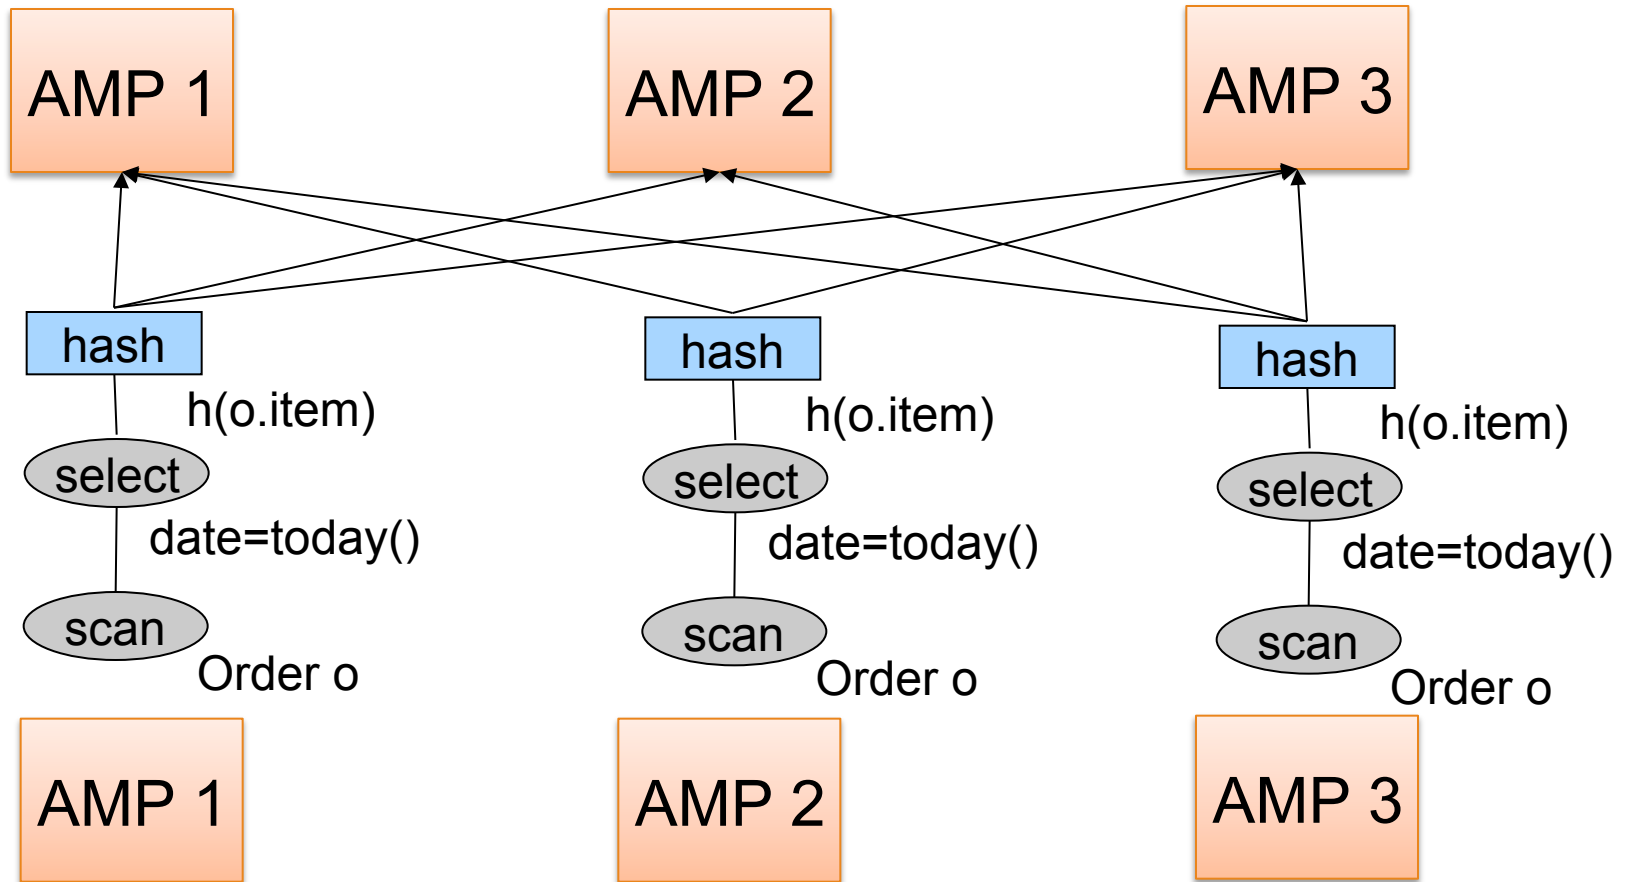 AMP 1
AMP 2
AMP 3
hash
hash
hash
h(o.item)
h(o.item)
h(o.item)
select
select
select
date=today()
date=today()
date=today()
scan
scan
scan
Order o
Order o
Order o
AMP 1
AMP 2
AMP 3